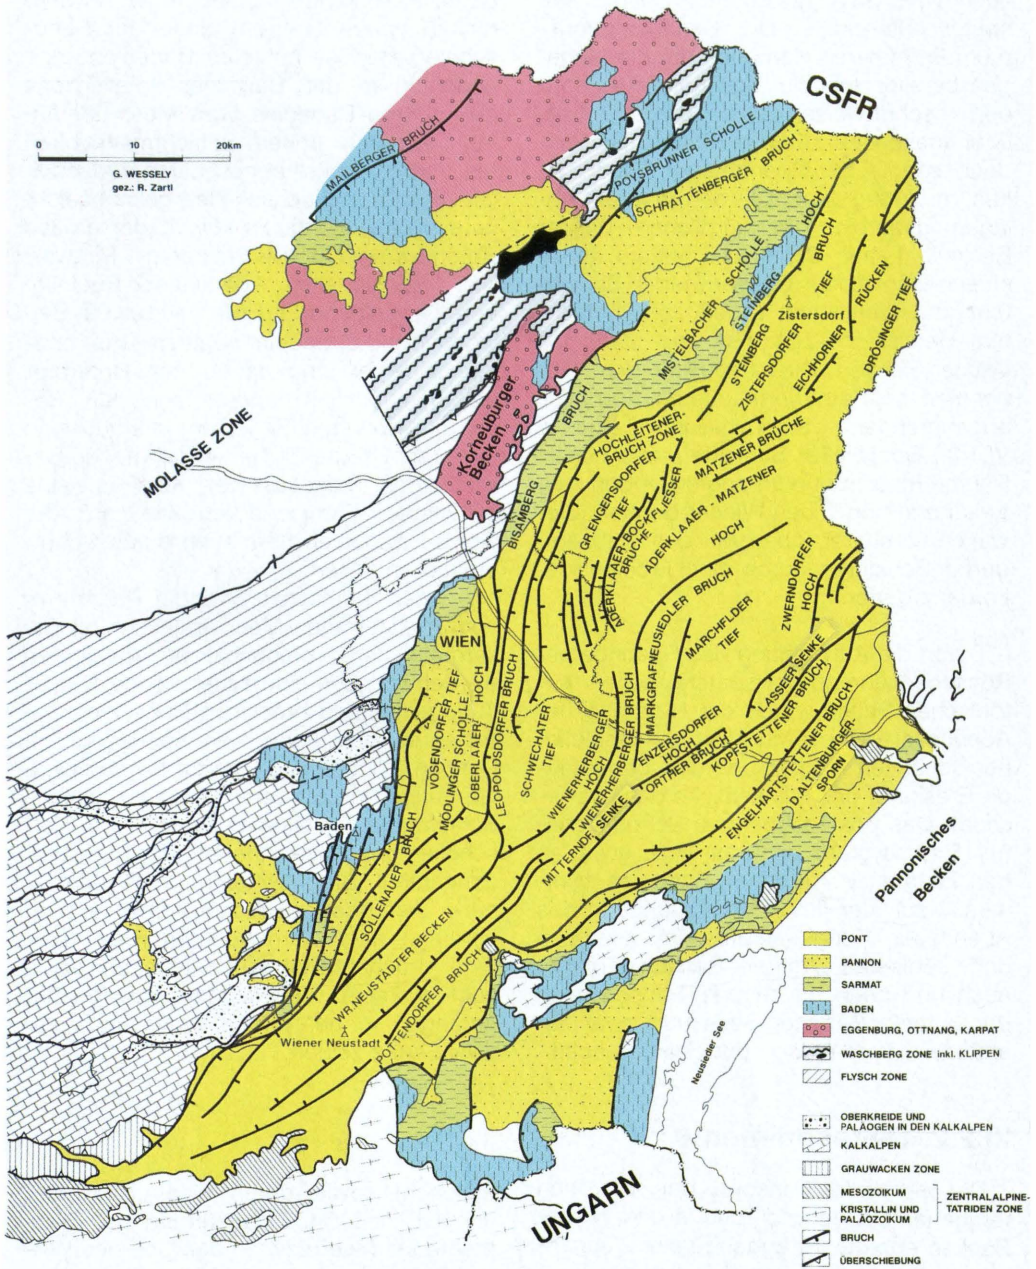 CSFR
0 10 20km
G. WESSELY
gez.: R. Zartl
MAILBERGER BRUCH
POYSBRUNNER SCHOLLE
SCHRATTENBERGER BRUCH
MISTELBACHER SCHOLLE
STEINBERG HOCH
STEINBERG BRUCH
Zistersdorf
ZISTERSDORFER TIEF
EICHHORNER RÜCKEN
DRÖSINGER TIEF
MOLASSE ZONE
Korneuburger
Becken
BISAMBERG BRUCH
HOCHLEITENER-
BRUCH ZONE
GR.ENGERSDORFER
TIEF
ADERKLAAER-BOCKFLIESSER
BRÜCHE
MATZENER BRÜCHE
ADERKLAAER-MATZENER
HOCH
MARKGRAFNEUSIEDLER BRUCH
MARCHFLDER
TIEF
ZWERNDORFER
HOCH
WIEN
VÖSENDORFER TIEF
MÖDLINGER SCHOLLE
OBERLAAER HOCH
LEOPOLDSDORFER BRUCH
SCHWECHATER
TIEF
WIENERHERBERGER
HOCH
WIENERHERBERGER BRUCH
ENZERSDORFER
HOCH
ORTHER BRUCH
LASSEER SENKE
KOPFSTETTENER BRUCH
ENGELHARTSTETTENER BRUCH
D.ALTENBURGER-
SPORN
MITTERNDF. SENKE
Baden
SOLLENAUER BRUCH
WR. NEUSTÄDTER BECKEN
Wiener Neustadt
POTTENDORFER BRUCH
Pannonisches
Becken
Neusiedler See
UNGARN
PONT
PANNON
SARMAT
BADEN
EGGENBURG, OTTNANG, KARPAT
WASCHBERG ZONE inkl. KLIPPEN
FLYSCH ZONE
OBERKREIDE UND
PALÄOGEN IN DEN KALKALPEN
KALKALPEN
GRAUWACKEN ZONE
MESOZOIKUM
KRISTALLIN UND
PALÄOZOIKUM
ZENTRALALPINE-
TATRIDEN ZONE
BRUCH
ÜBERSCHIEBUNG